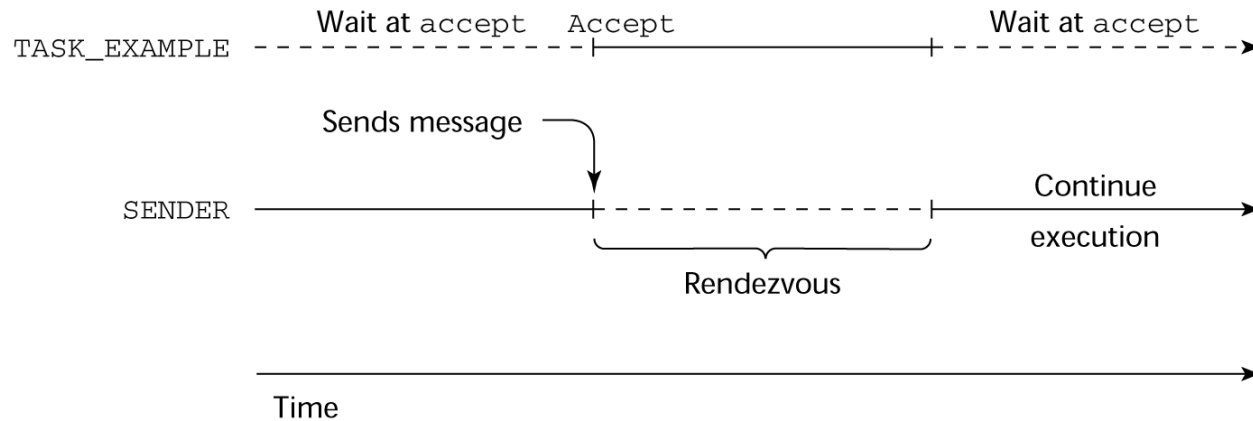 Wait at accept Accept Wait at accept
TASK_EXAMPLE
Sends message
SENDER
Continue
execution
Rendezvous
Time